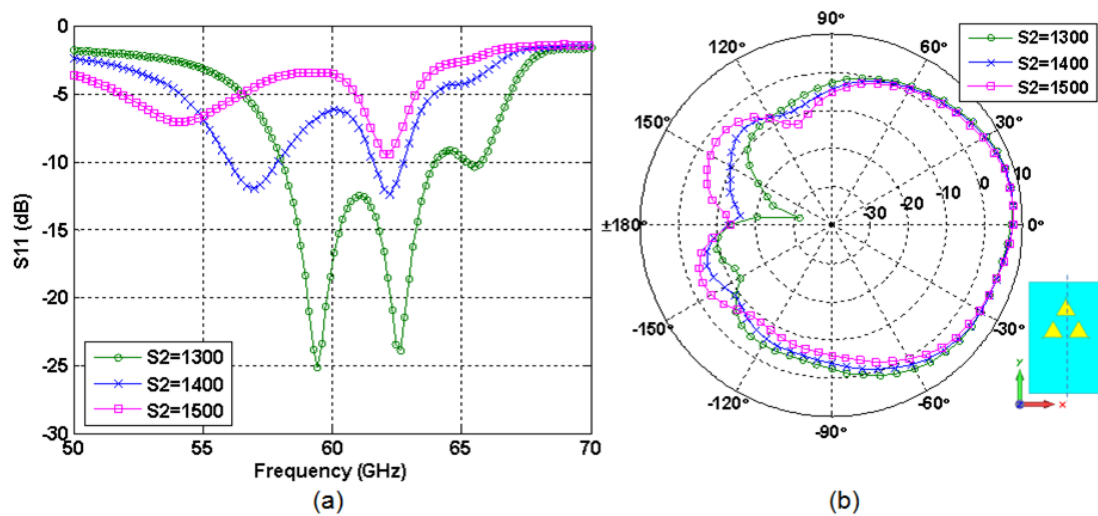 0
-5
-10
-15
-20
-25
-30
50
55
60
65
70
S11 (dB)
Frequency (GHz)
S2=1300
S2=1400
S2=1500
(a)
90°
120°
60°
150°
30°
±180°
0°
-150°
-30°
-120°
-60°
-90°
-30
-20
-10
0
10
S2=1300
S2=1400
S2=1500
Y
X
(b)